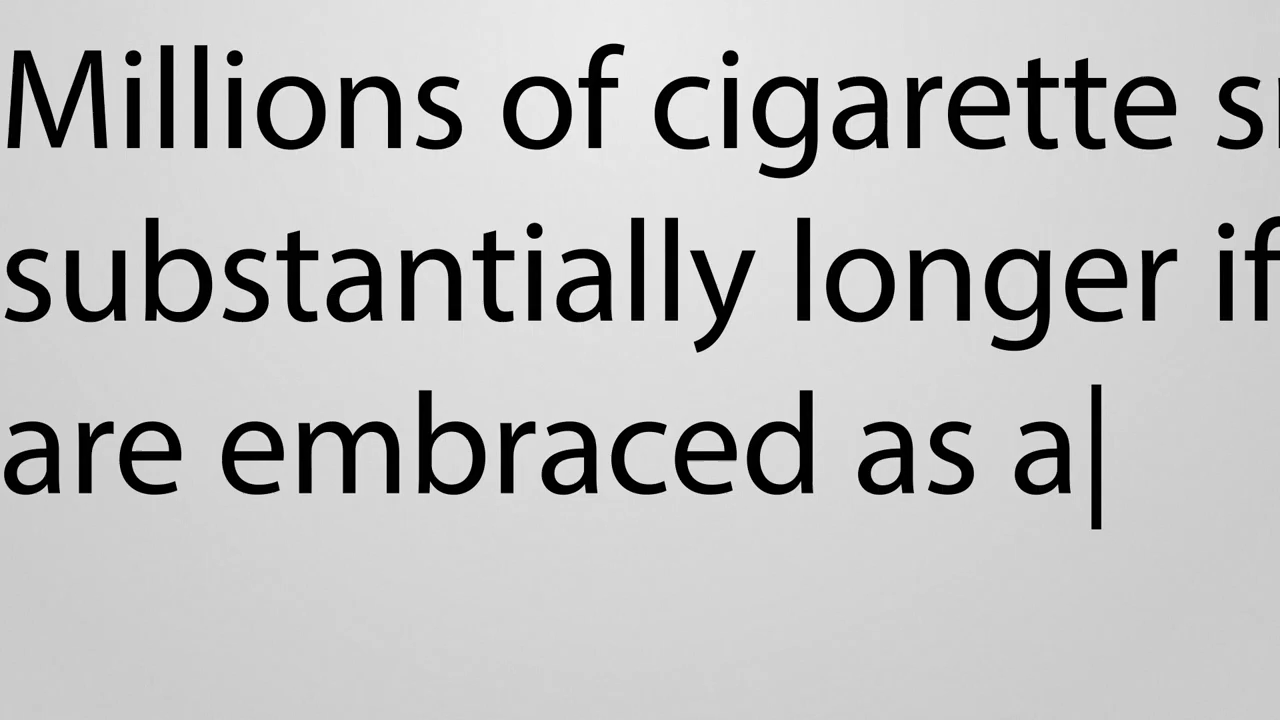 Millions of cigarette
substantially longer if
are embraced as a